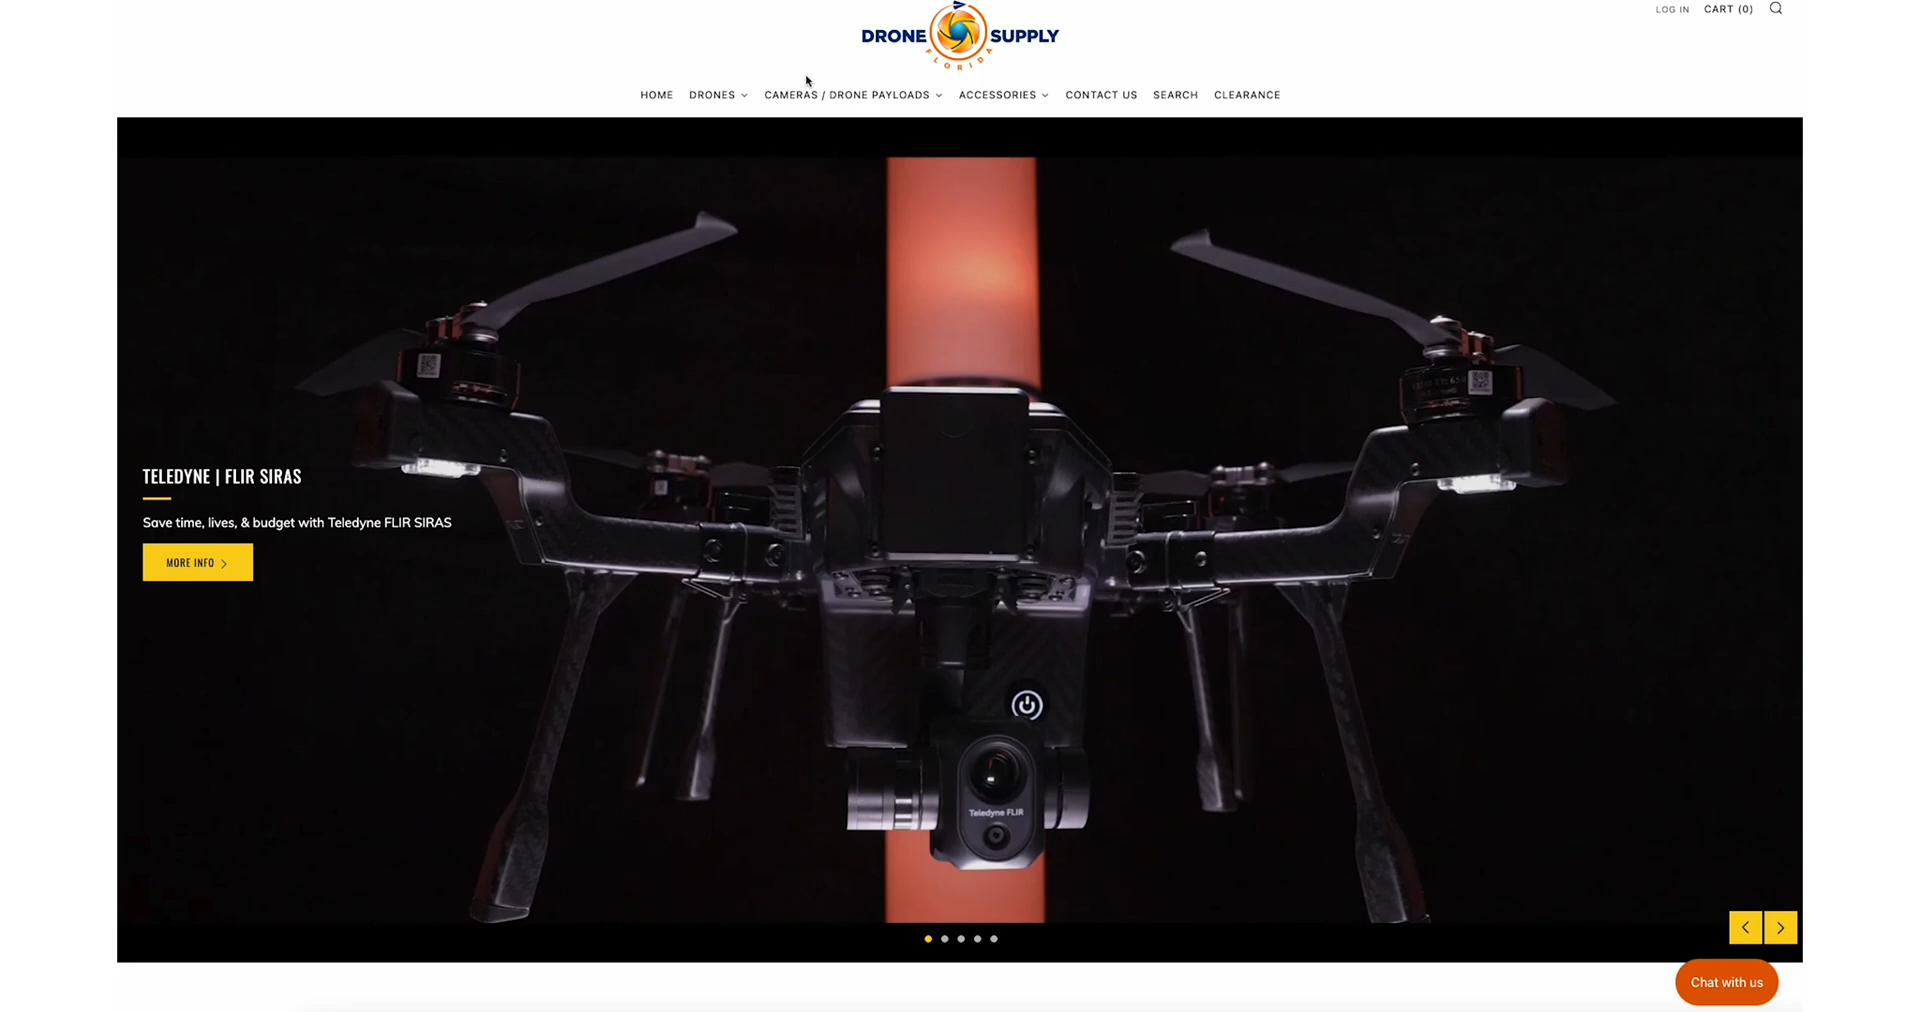 LOG IN CART (0)
DRONE SUPPLY
FLORIDA
HOME DRONES CAMERAS / DRONE PAYLOADS ACCESSORIES CONTACT US SEARCH CLEARANCE
TELEDYNE | FLIR SIRAS
Save time, lives, & budget with Teledyne FLIR SIRAS
MORE INFO
Teledyne FLIR
Chat with us